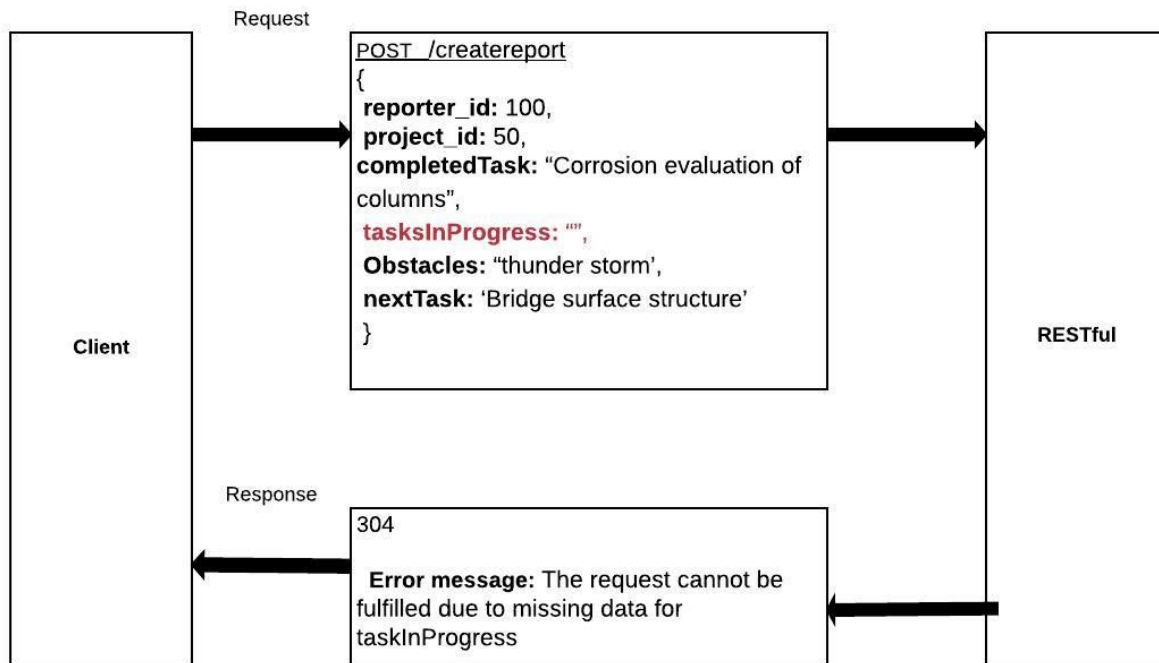 Request
POST /createreport
{
reporter_id: 100,
project_id: 50,
completedTask: “Corrosion evaluation of
columns”,
tasksInProgress: “”,
Obstacles: “thunder storm’,
nextTask: ‘Bridge surface structure’
}
Client
RESTful
Response
304
Error message: The request cannot be
fulfilled due to missing data for
taskInProgress